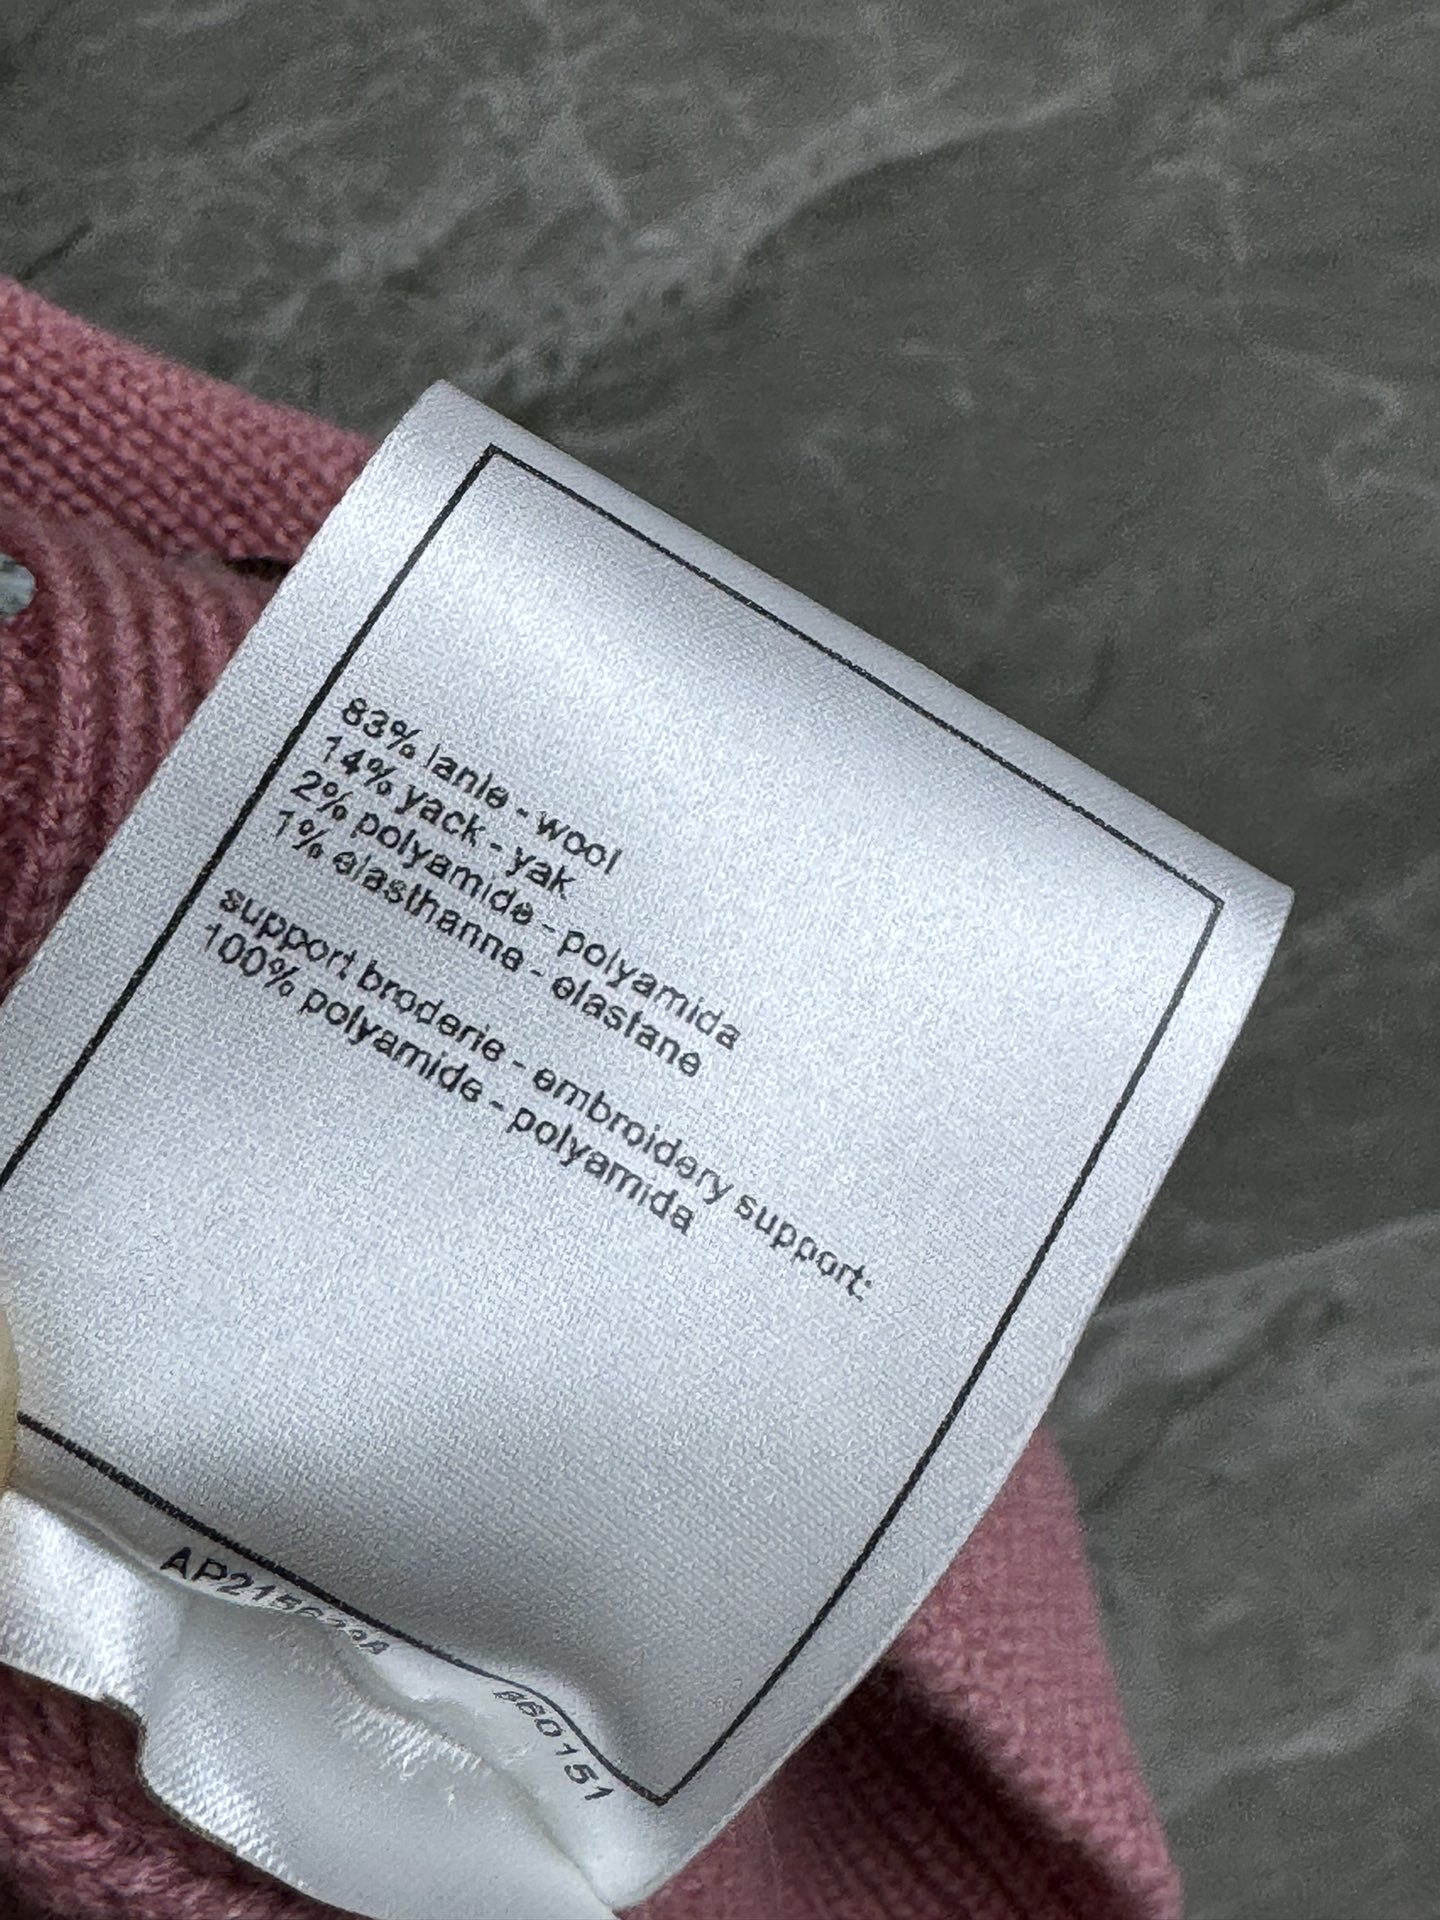 83% lanie - wool
14% yack - yak
2% polyamide - polyamida
1% elasthanne - elastane
support broderie - embroidery support:
100% polyamide - polyamida